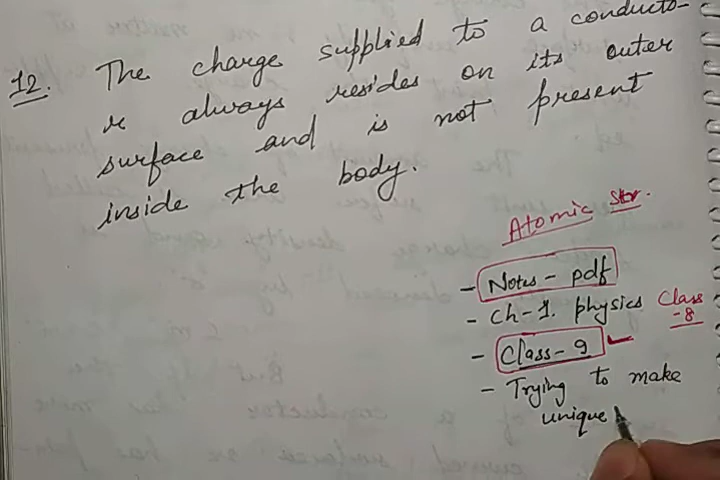 12. The charge supplied to a conducto-
r always resides on its outer
surface and is not present
inside the body.
Atomic Str.
- Notes - pdf
- Ch-1. physics Class
-8
- Class-9
- Trying to make
unique